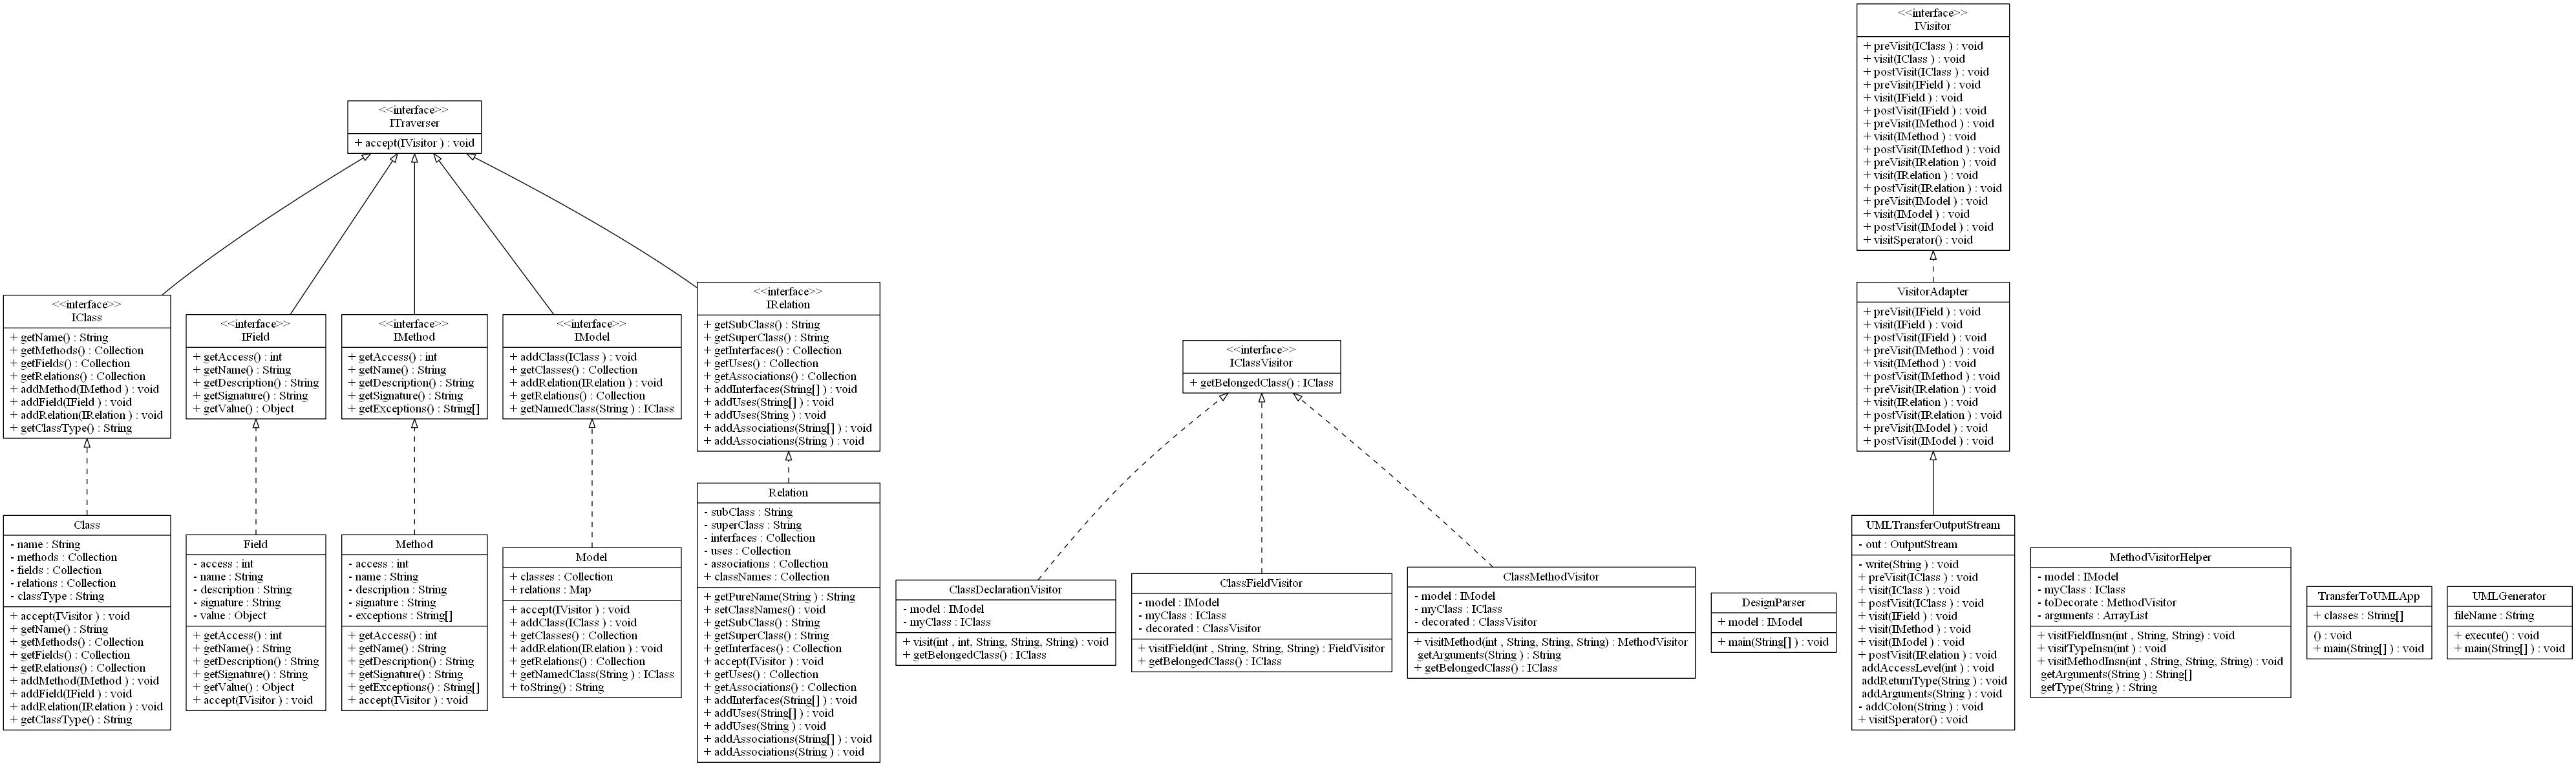 <<interface>>
ITraverser
+ accept(IVisitor ) : void
<<interface>>
IClass
+ getName() : String
+ getMethods() : Collection
+ getFields() : Collection
+ getRelations() : Collection
+ addMethod(IMethod ) : void
+ addField(IField ) : void
+ addRelation(IRelation ) : void
+ getClassType() : String
<<interface>>
IField
+ getAccess() : int
+ getName() : String
+ getDescription() : String
+ getSignature() : String
+ getValue() : Object
<<interface>>
IMethod
+ getAccess() : int
+ getName() : String
+ getDescription() : String
+ getSignature() : String
+ getExceptions() : String[]
<<interface>>
IModel
+ addClass(IClass ) : void
+ getClasses() : Collection
+ addRelation(IRelation ) : void
+ getRelations() : Collection
+ getNamedClass(String ) : IClass
<<interface>>
IRelation
+ getSubClass() : String
+ getSuperClass() : String
+ getInterfaces() : Collection
+ getUses() : Collection
+ getAssociations() : Collection
+ addInterfaces(String[] ) : void
+ addUses(String[] ) : void
+ addUses(String ) : void
+ addAssociations(String[] ) : void
+ addAssociations(String ) : void
Class
- name : String
- methods : Collection
- fields : Collection
- relations : Collection
- classType : String
+ accept(IVisitor ) : void
+ getName() : String
+ getMethods() : Collection
+ getFields() : Collection
+ getRelations() : Collection
+ addMethod(IMethod ) : void
+ addField(IField ) : void
+ addRelation(IRelation ) : void
+ getClassType() : String
Field
- access : int
- name : String
- description : String
- signature : String
- value : Object
+ getAccess() : int
+ getName() : String
+ getDescription() : String
+ getSignature() : String
+ getValue() : Object
+ accept(IVisitor ) : void
Method
- access : int
- name : String
- description : String
- signature : String
- exceptions : String[]
+ getAccess() : int
+ getName() : String
+ getDescription() : String
+ getSignature() : String
+ getExceptions() : String[]
+ accept(IVisitor ) : void
Model
+ classes : Collection
+ relations : Map
+ accept(IVisitor ) : void
+ addClass(IClass ) : void
+ getClasses() : Collection
+ addRelation(IRelation ) : void
+ getRelations() : Collection
+ getNamedClass(String ) : IClass
+ toString() : String
Relation
- subClass : String
- superClass : String
- interfaces : Collection
- uses : Collection
- associations : Collection
+ classNames : Collection
+ getPureName(String ) : String
+ setClassNames() : void
+ getSubClass() : String
+ getSuperClass() : String
+ getInterfaces() : Collection
+ accept(IVisitor ) : void
+ getUses() : Collection
+ getAssociations() : Collection
+ addInterfaces(String[] ) : void
+ addUses(String[] ) : void
+ addUses(String ) : void
+ addAssociations(String[] ) : void
+ addAssociations(String ) : void
<<interface>>
IClassVisitor
+ getBelongedClass() : IClass
ClassDeclarationVisitor
- model : IModel
- myClass : IClass
+ visit(int , int, String, String, String) : void
+ getBelongedClass() : IClass
ClassFieldVisitor
- model : IModel
- myClass : IClass
- decorated : ClassVisitor
+ visitField(int , String, String, String) : FieldVisitor
+ getBelongedClass() : IClass
ClassMethodVisitor
- model : IModel
- myClass : IClass
- decorated : ClassVisitor
+ visitMethod(int , String, String, String) : MethodVisitor
getArguments(String ) : String
+ getBelongedClass() : IClass
DesignParser
+ model : IModel
+ main(String[] ) : void
<<interface>>
IVisitor
+ preVisit(IClass ) : void
+ visit(IClass ) : void
+ postVisit(IClass ) : void
+ preVisit(IField ) : void
+ visit(IField ) : void
+ postVisit(IField ) : void
+ preVisit(IMethod ) : void
+ visit(IMethod ) : void
+ postVisit(IMethod ) : void
+ preVisit(IRelation ) : void
+ visit(IRelation ) : void
+ postVisit(IRelation ) : void
+ preVisit(IModel ) : void
+ visit(IModel ) : void
+ postVisit(IModel ) : void
+ visitSperator() : void
VisitorAdapter
+ preVisit(IField ) : void
+ visit(IField ) : void
+ postVisit(IField ) : void
+ preVisit(IMethod ) : void
+ visit(IMethod ) : void
+ postVisit(IMethod ) : void
+ preVisit(IRelation ) : void
+ visit(IRelation ) : void
+ postVisit(IRelation ) : void
+ preVisit(IModel ) : void
+ postVisit(IModel ) : void
UMLTransferOutputStream
- out : OutputStream
- write(String ) : void
+ preVisit(IClass ) : void
+ visit(IClass ) : void
+ postVisit(IClass ) : void
+ visit(IField ) : void
+ visit(IMethod ) : void
+ visit(IModel ) : void
+ postVisit(IRelation ) : void
addAccessLevel(int ) : void
addReturnType(String ) : void
addArguments(String ) : void
- addColon(String ) : void
+ visitSperator() : void
MethodVisitorHelper
- model : IModel
- myClass : IClass
- toDecorate : MethodVisitor
- arguments : ArrayList
+ visitFieldInsn(int , String, String) : void
+ visitTypeInsn(int ) : void
+ visitMethodInsn(int , String, String, String) : void
getArguments(String ) : String[]
getType(String ) : String
TransferToUMLApp
+ classes : String[]
() : void
+ main(String[] ) : void
UMLGenerator
fileName : String
+ execute() : void
+ main(String[] ) : void